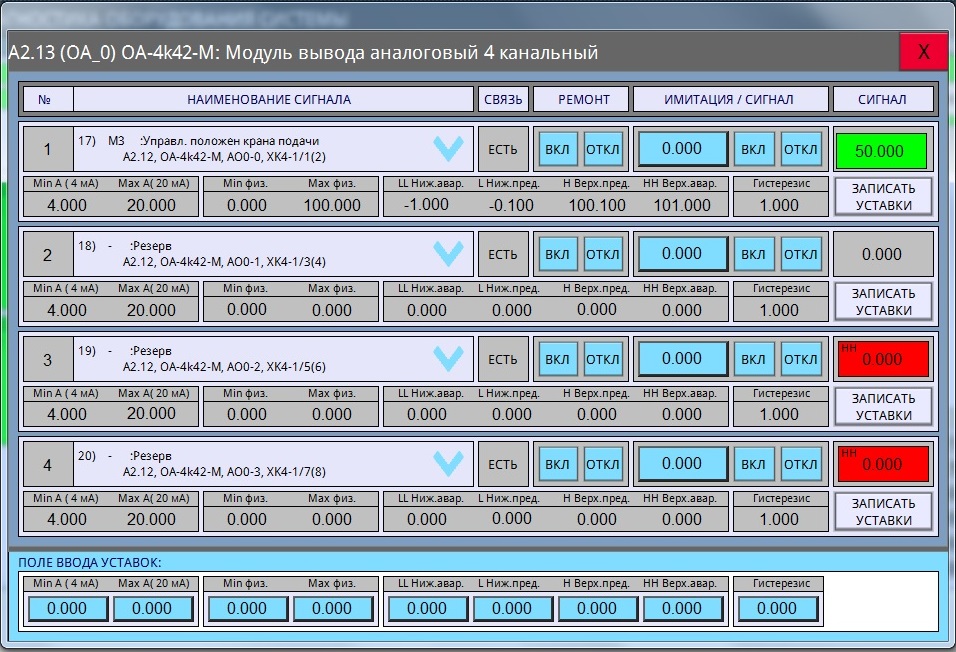 ГНОСТИКА ОБОРУДОВАНИЯ СИСТЕМЫ
A2.13 (OA_0) OA-4k42-M: Модуль вывода аналоговый 4 канальный X
№ НАИМЕНОВАНИЕ СИГНАЛА СВЯЗЬ РЕМОНТ ИМИТАЦИЯ / СИГНАЛ СИГНАЛ
1 17) М3 :Управл. положен крана подачи
A2.12, OA-4k42-M, AO0-0, XK4-1/1(2) ЕСТЬ ВКЛ ОТКЛ 0.000 ВКЛ ОТКЛ 50.000
Min A ( 4 мА) Max A( 20 мА) Min физ. Max физ. LL Ниж.авар. L Ниж.пред. H Верх.пред. HH Верх.авар. Гистерезис ЗАПИСАТЬ
4.000 20.000 0.000 100.000 -1.000 -0.100 100.100 101.000 1.000 УСТАВКИ
2 18) - :Резерв
A2.12, OA-4k42-M, AO0-1, XK4-1/3(4) ЕСТЬ ВКЛ ОТКЛ 0.000 ВКЛ ОТКЛ 0.000
Min A ( 4 мА) Max A( 20 мА) Min физ. Max физ. LL Ниж.авар. L Ниж.пред. H Верх.пред. HH Верх.авар. Гистерезис ЗАПИСАТЬ
4.000 20.000 0.000 0.000 0.000 0.000 0.000 0.000 1.000 УСТАВКИ
3 19) - :Резерв
A2.12, OA-4k42-M, AO0-2, XK4-1/5(6) ЕСТЬ ВКЛ ОТКЛ 0.000 ВКЛ ОТКЛ HH 0.000
Min A ( 4 мА) Max A( 20 мА) Min физ. Max физ. LL Ниж.авар. L Ниж.пред. H Верх.пред. HH Верх.авар. Гистерезис ЗАПИСАТЬ
4.000 20.000 0.000 0.000 0.000 0.000 0.000 0.000 1.000 УСТАВКИ
4 20) - :Резерв
A2.12, OA-4k42-M, AO0-3, XK4-1/7(8) ЕСТЬ ВКЛ ОТКЛ 0.000 ВКЛ ОТКЛ HH 0.000
Min A ( 4 мА) Max A( 20 мА) Min физ. Max физ. LL Ниж.авар. L Ниж.пред. H Верх.пред. HH Верх.авар. Гистерезис ЗАПИСАТЬ
4.000 20.000 0.000 0.000 0.000 0.000 0.000 0.000 1.000 УСТАВКИ
ПОЛЕ ВВОДА УСТАВОК:
Min A ( 4 мА) Max A( 20 мА) Min физ. Max физ. LL Ниж.авар. L Ниж.пред. H Верх.пред. HH Верх.авар. Гистерезис
0.000 0.000 0.000 0.000 0.000 0.000 0.000 0.000 0.000